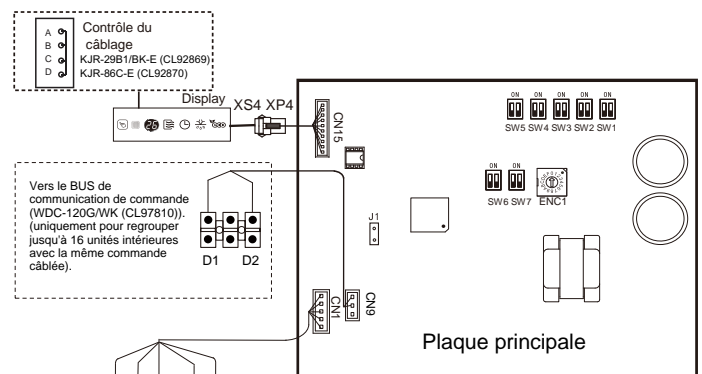 A
B
C
D
Contrôle du
câblage
KJR-29B1/BK-E (CL92869)
KJR-86C-E (CL92870)
Display
XS4 XP4
26
CN15
ON ON ON ON ON
SW5 SW4 SW3 SW2 SW1
ON ON
SW6 SW7 ENC1
Vers le BUS de
communication de commande
(WDC-120G/WK (CL97810)).
(uniquement pour regrouper
jusqu'à 16 unités intérieures
avec la même commande
câblée).
D1 D2
J1
CN1
CN9
Plaque principale